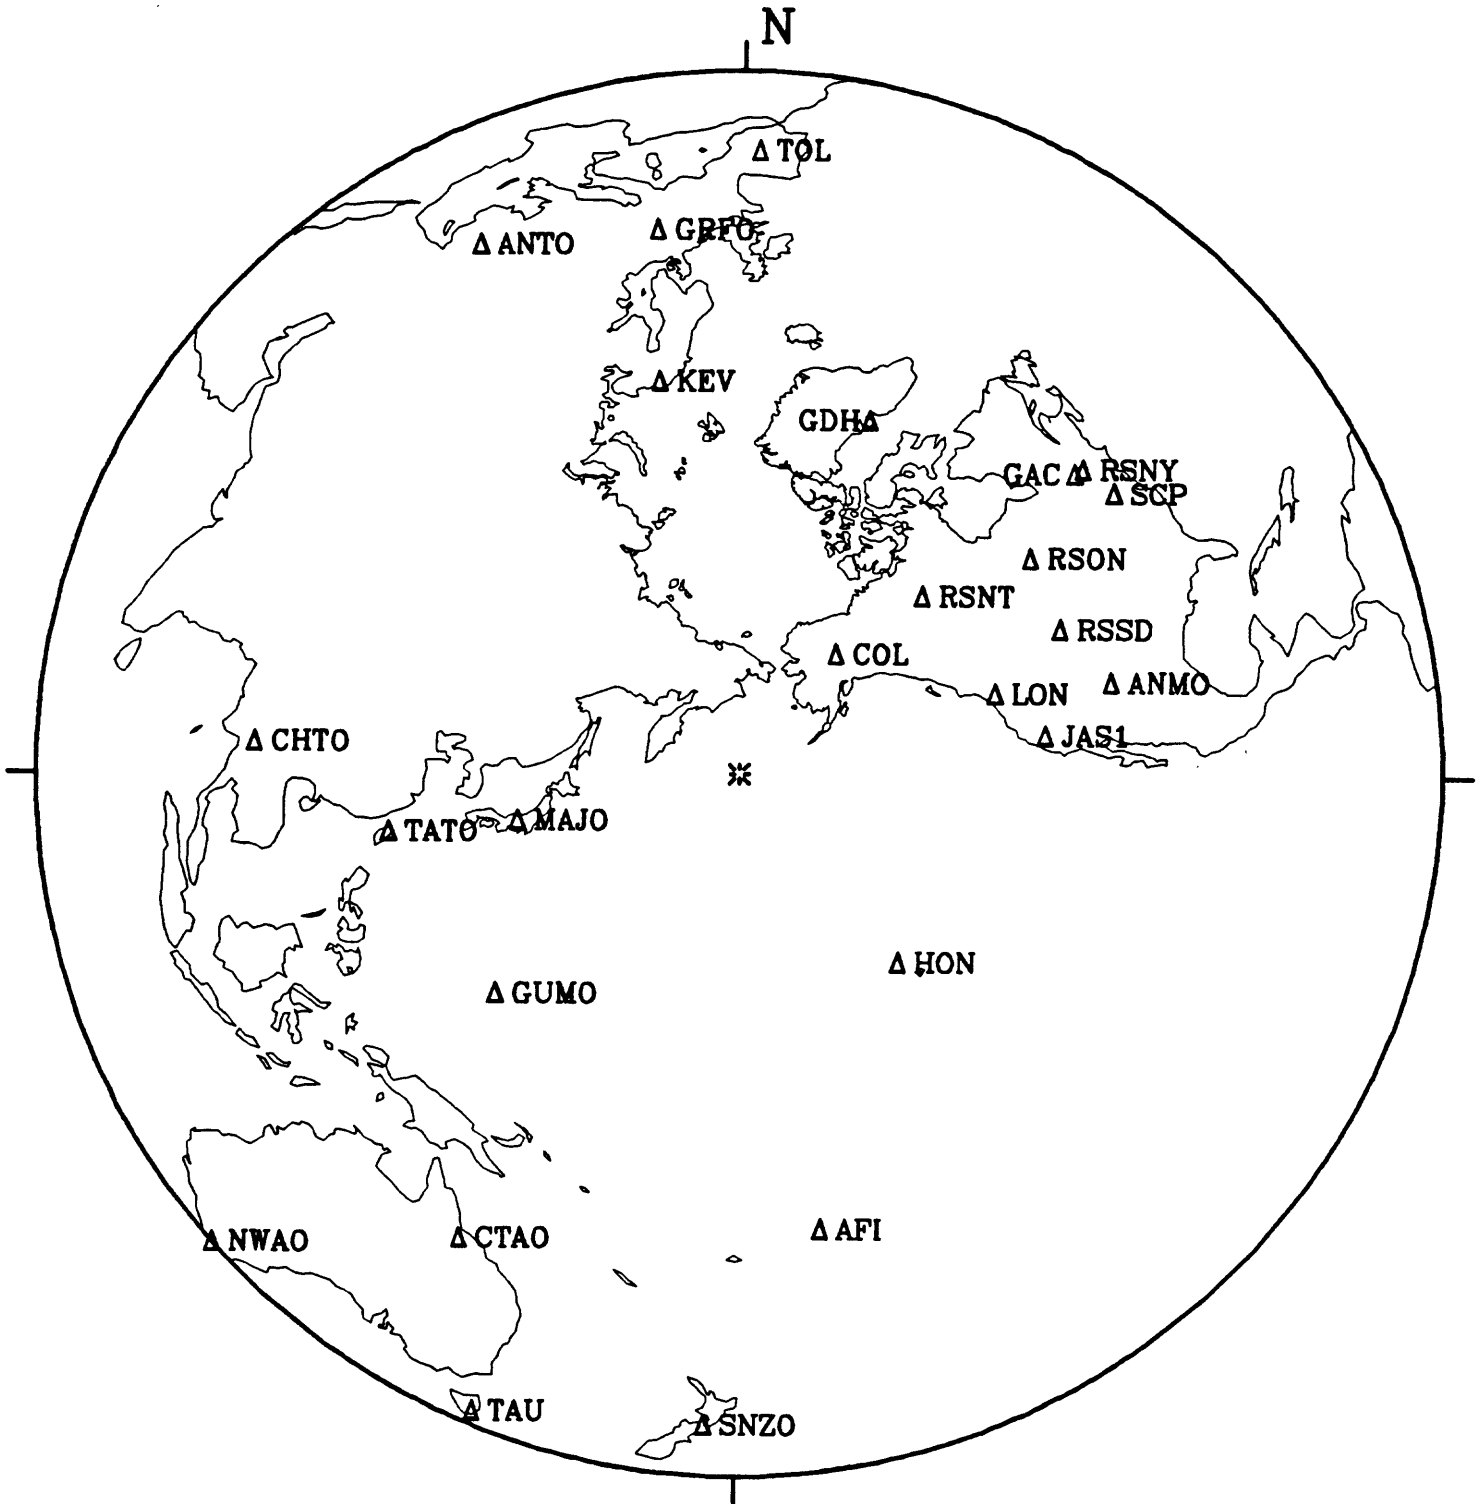 N
TOL
GRFO
ANTO
KEV
GDH
GAC
RSNY
SCP
RSON
RSNT
RSSD
COL
ANMO
LON
JAS1
CHTO
MAJO
TATO
HON
GUMO
AFI
NWAO
CTAO
TAU
SNZO